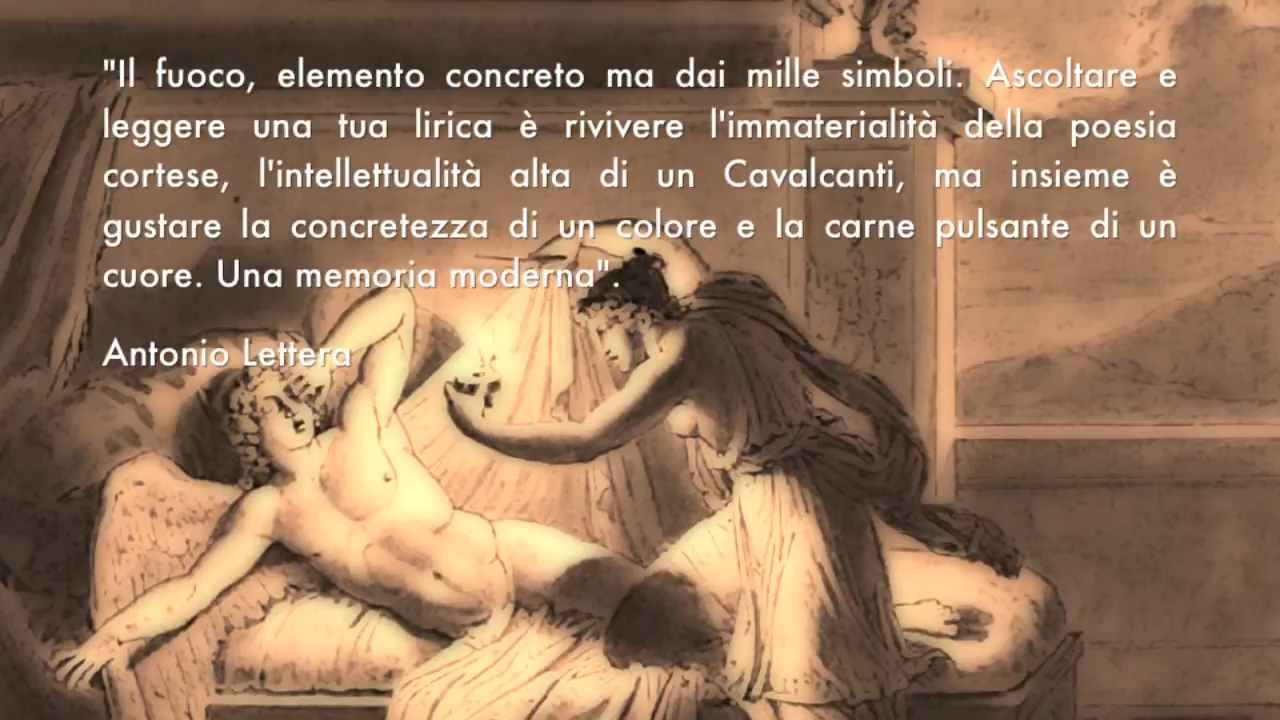 "Il fuoco, elemento concreto ma dai mille simboli. Ascoltare e
leggere una tua lirica è rivivere l'immaterialità della poesia
cortese, l'intellettualità alta di un Cavalcanti, ma insieme è
gustare la concretezza di un colore e la carne pulsante di un
cuore. Una memoria moderna".
Antonio Lettera